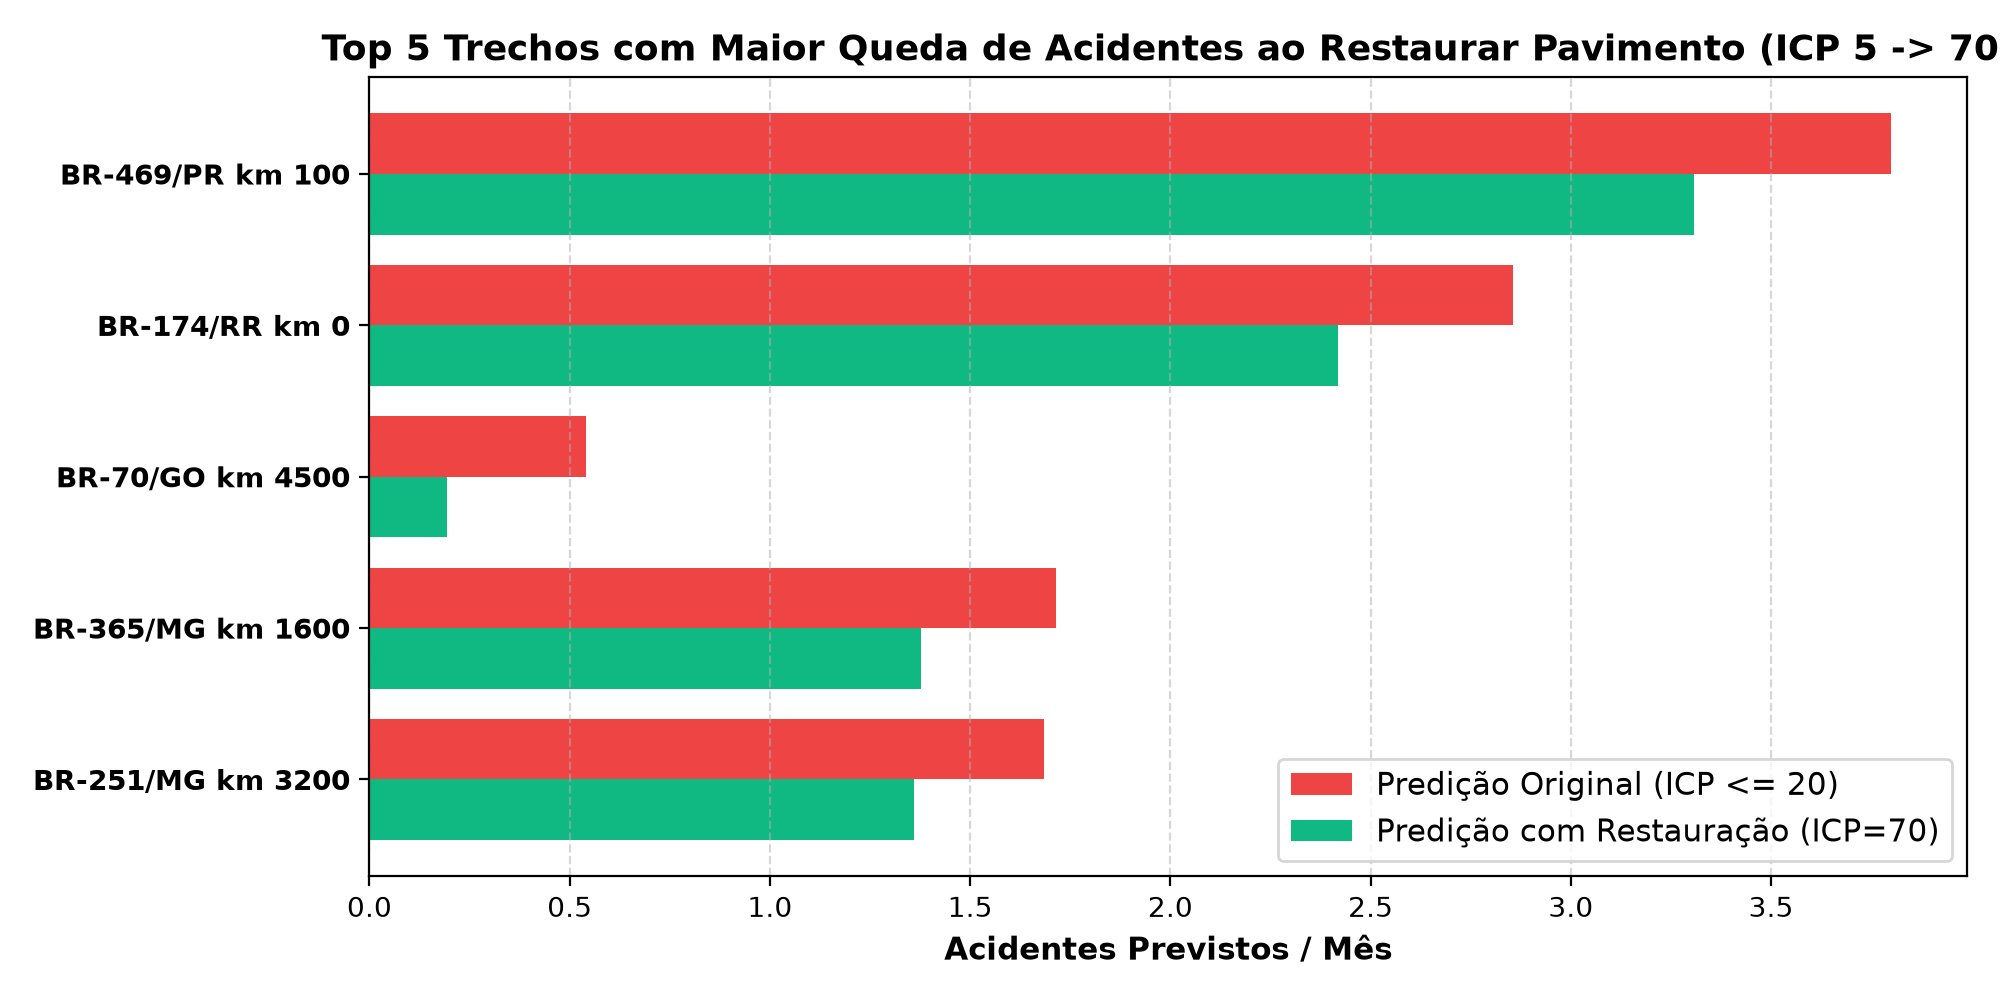 Top 5 Trechos com Maior Queda de Acidentes ao Restaurar Pavimento (ICP 5 -> 70
BR-469/PR km 100
BR-174/RR km 0
BR-70/GO km 4500
BR-365/MG km 1600
BR-251/MG km 3200
Predição Original (ICP <= 20)
Predição com Restauração (ICP=70)
0.0 0.5 1.0 1.5 2.0 2.5 3.0 3.5
Acidentes Previstos / Mês